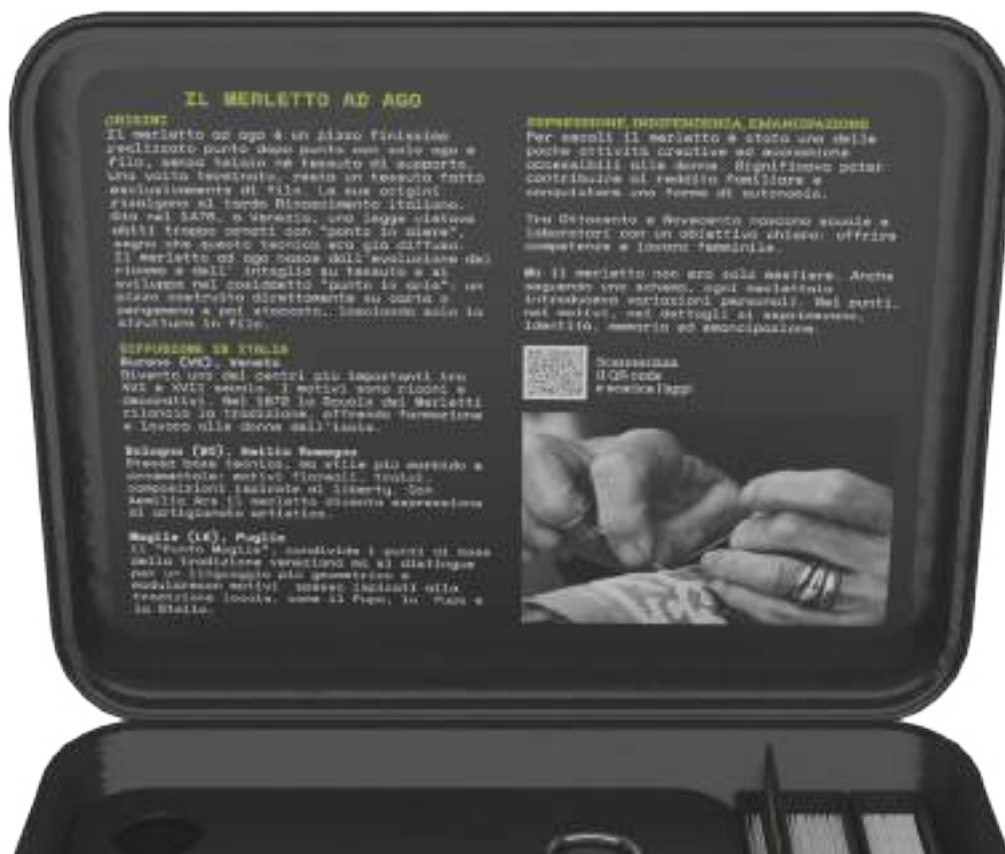 IL MERLETTO AD AGO
ORIGINI
Il merletto ad ago è un pizzo finissimo
realizzato punto dopo punto con solo ago e
filo, senza telaio né tessuto di supporto.
Una volta terminato, resta un tessuto fatto
esclusivamente di filo. Le sue origini
risalgono al tardo Rinascimento italiano.
Già nel 1476, a Venezia, una legge vietava
abiti troppo ornati con "punto in aiere",
segno che questa tecnica era già diffusa.
Il merletto ad ago nasce dall'evoluzione del
ricamo e dell' intaglio su tessuto e si
sviluppa nel cosiddetto "punto in aria": un
pizzo costruito direttamente su carta o
pergamena e poi staccato, lasciando solo la
struttura in filo.
DIFFUSIONE IN ITALIA
Burano (VE), Veneto
Diventa uno dei centri più importanti tra
XVI e XVII secolo. I motivi sono ricchi e
decorativi. Nel 1872 la Scuola dei Merletti
rilancia la tradizione, offrendo formazione
e lavoro alle donne dell'isola.
Bologna (BO), Emilia Romagna
Stessa base tecnica, ma stile più morbido e
ornamentale: motivi floreali, tralci,
composizioni ispirate al liberty. Con
Aemilia Ars il merletto diventa espressione
di artigianato artistico.
Maglie (LE), Puglia
Il "Punto Maglie", condivide i punti di base
della tradizione veneziana ma si distingue
per un linguaggio più geometrico e
motivi spesso ispirati alla
tradizione locale, come il Pupo, la Pupa e
la Stella.
ESPRESSIONE, INDIPENDENZA, EMANCIPAZIONE
Per secoli il merletto è stato una delle
poche attività creative ed economiche
accessibili alle donne. Significava poter
contribuire al reddito familiare e
conquistare una forma di autonomia.
Tra Ottocento e Novecento nascono scuole e
laboratori con un obiettivo chiaro: offrire
competenze e lavoro femminile.
Ma il merletto non era solo mestiere. Anche
seguendo uno schema, ogni merlettaia
introduceva variazioni personali. Nei punti,
nei motivi, nei dettagli si esprimevano,
identità, memoria ed emancipazione
Scannerizza
il QR code
e scarica l'app!